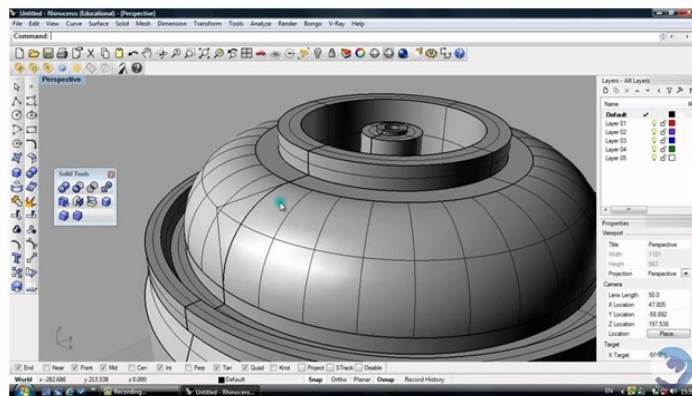 Untitled - Rhinoceros (Educational) - [Perspective]
File Edit View Curve Surface Solid Mesh Dimension Transform Tools Analyze Render Bongo V-Ray Help
Command:
Perspective
Solid Tools
Layers - All Layers
Name
Default
Layer 01
Layer 02
Layer 03
Layer 04
Layer 05
Properties
Viewport
Title Perspective
Width 1101
Height 563
Projection Perspective
Camera
Lens Length 50.0
X Location 47.805
Y Location -58.892
Z Location 197.538
Location Place...
Target
X Target
End Near Point Mid Cen Int Perp Tan Quad Knot Project STrack Disable
World x -282.686 y 213.538 z 0.000 Default Snap Ortho Planar Osnap Record History
Recording... Untitled - Rhinocero... EN